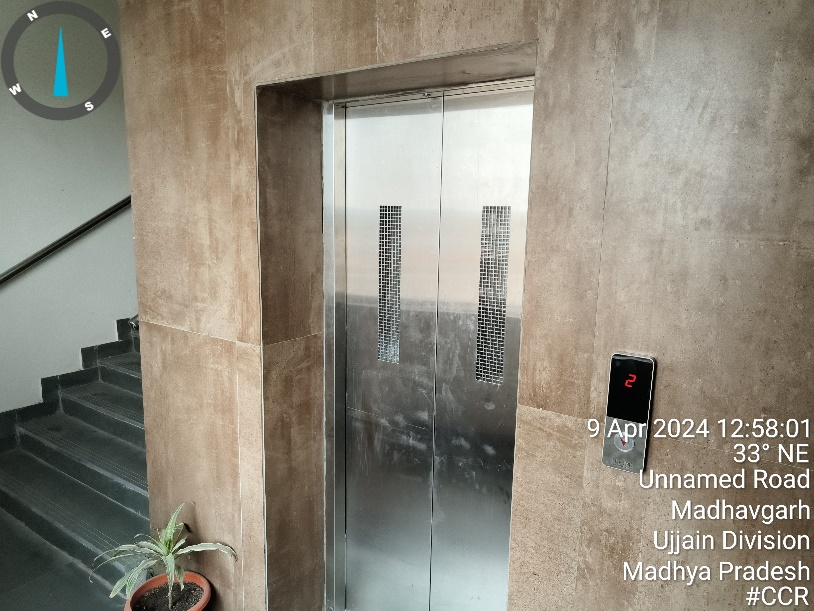 N
E
W
S
2
9 Apr 2024 12:58:01
33° NE
Unnamed Road
Madhavgarh
Ujjain Division
Madhya Pradesh
#CCR